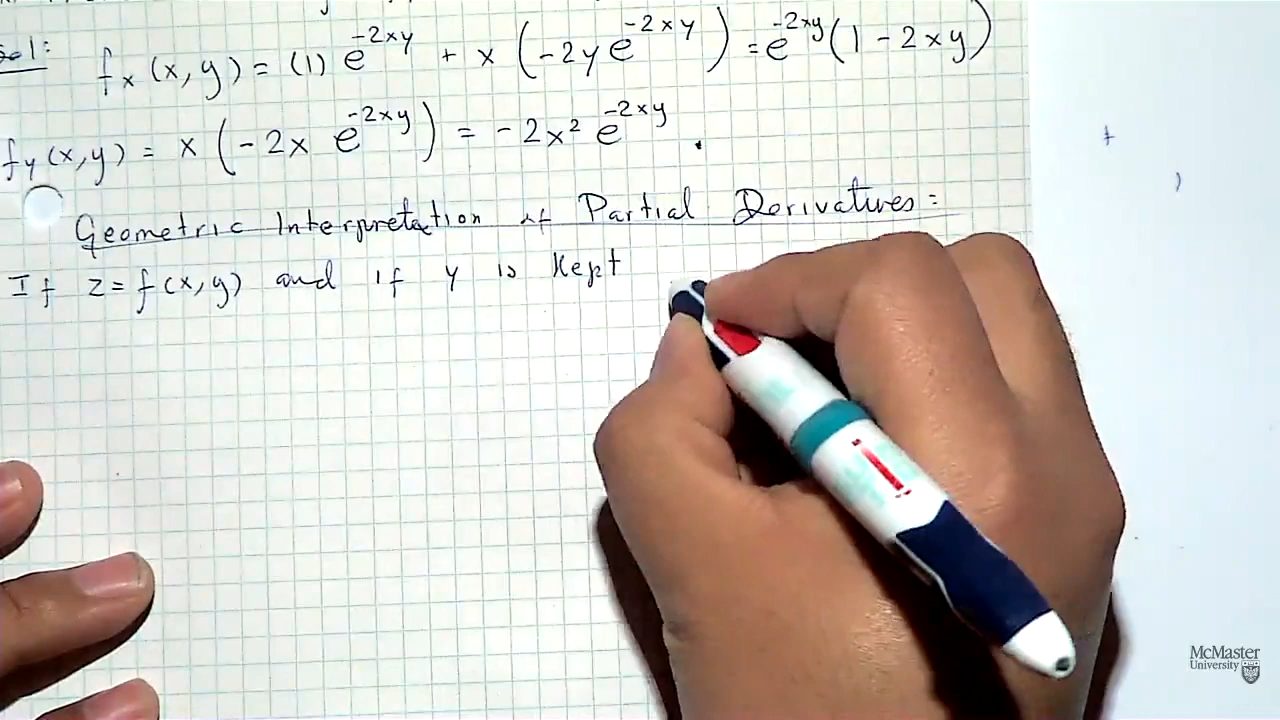 Sol:
fx(x,y) = (1) e^{-2xy} + x (-2y e^{-2xy}) = e^{-2xy}(1 - 2xy)
fy(x,y) = x (-2x e^{-2xy}) = -2x² e^{-2xy}.
Geometric Interpretation of Partial Derivatives:
If z = f(x,y) and if y is kept
McMaster
University